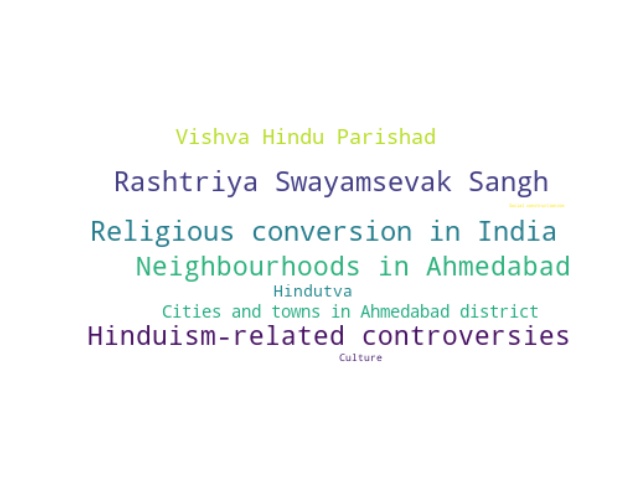 Vishva Hindu Parishad
Rashtriya Swayamsevak Sangh
Religious conversion in India
Neighbourhoods in Ahmedabad
Hindutva
Cities and towns in Ahmedabad district
Hinduism-related controversies
Culture